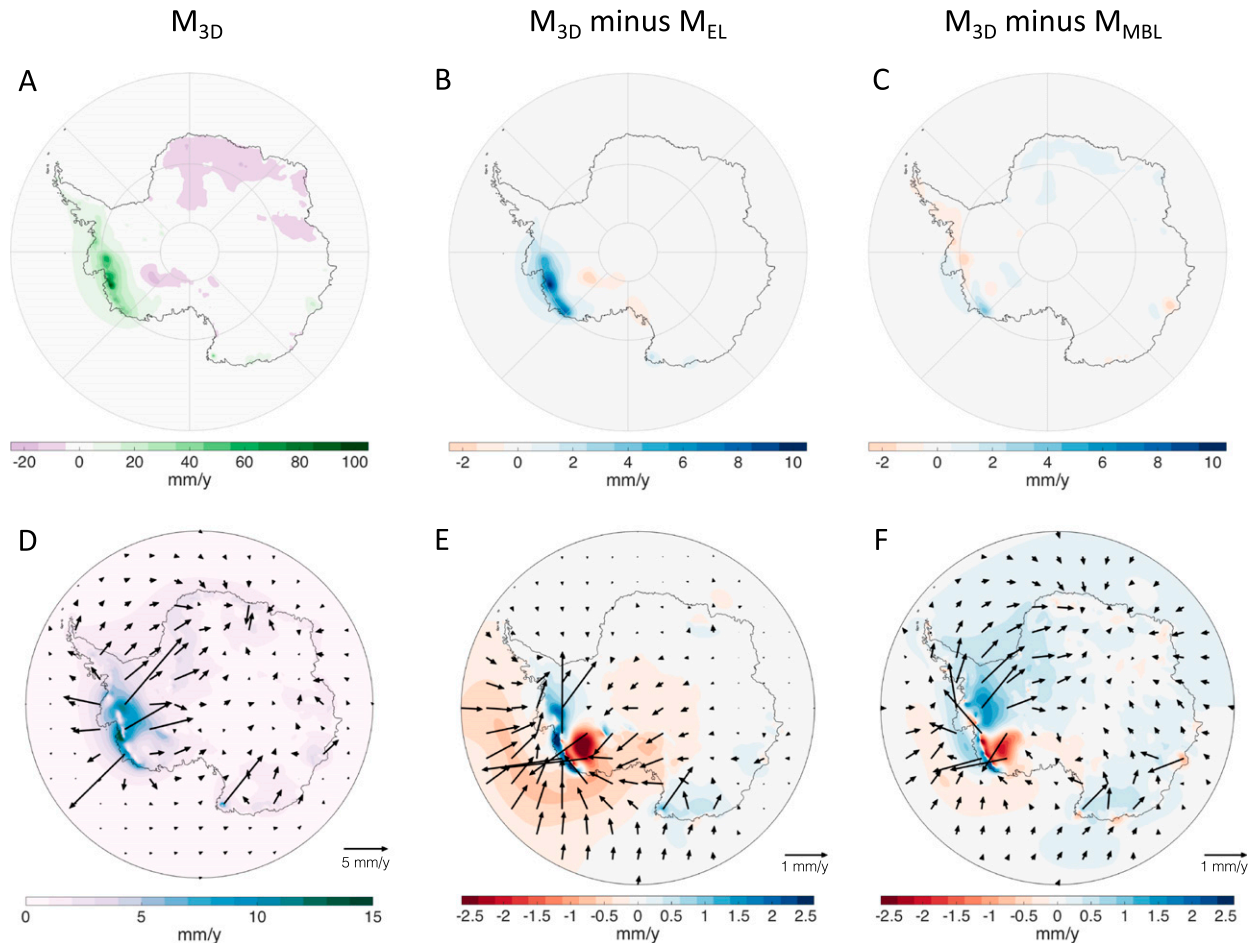 M3D
M3D minus MEL
M3D minus MMBL
A
B
C
-20 0 20 40 60 80 100
mm/y
-2 0 2 4 6 8 10
mm/y
-2 0 2 4 6 8 10
mm/y
D
E
F
5 mm/y
1 mm/y
1 mm/y
0 5 10 15
mm/y
-2.5 -2 -1.5 -1 -0.5 0 0.5 1 1.5 2 2.5
mm/y
-2.5 -2 -1.5 -1 -0.5 0 0.5 1 1.5 2 2.5
mm/y